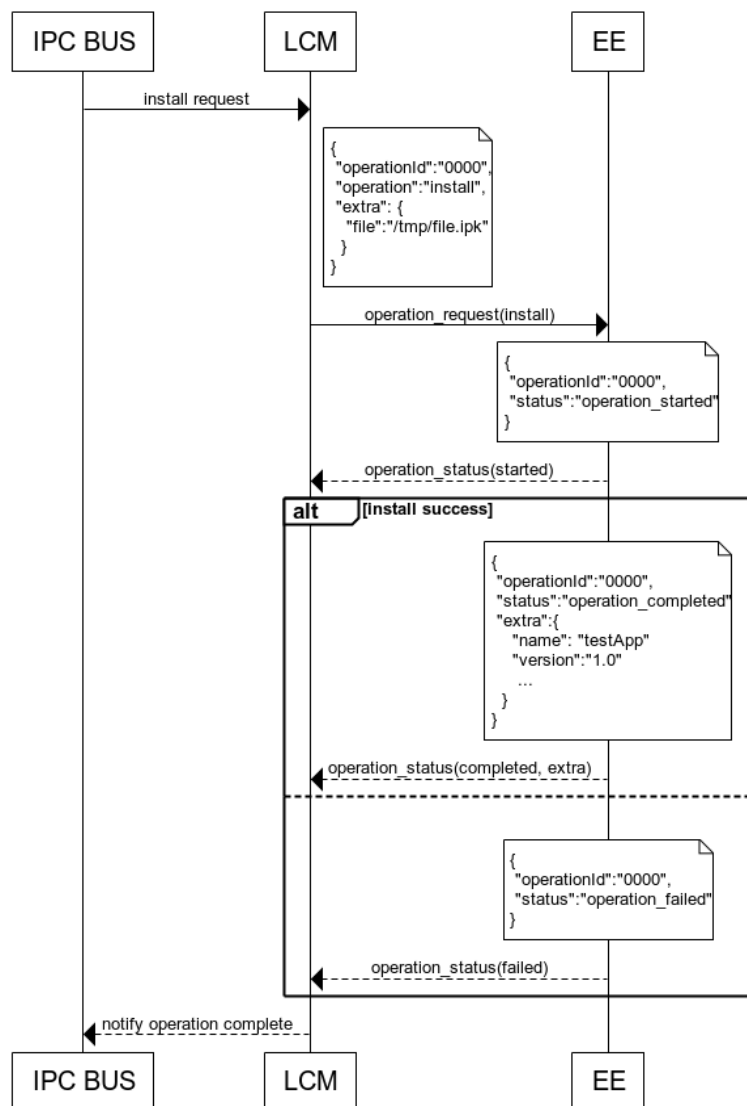 IPC BUS
LCM
EE
install request
{
"operationId":"0000",
"operation":"install",
"extra": {
"file":"/tmp/file.ipk"
}
}
operation_request(install)
{
"operationId":"0000",
"status":"operation_started"
}
operation_status(started)
alt
[install success]
{
"operationId":"0000",
"status":"operation_completed"
"extra":{
"name": "testApp"
"version":"1.0"
...
}
}
operation_status(completed, extra)
{
"operationId":"0000",
"status":"operation_failed"
}
operation_status(failed)
notify operation complete
IPC BUS
LCM
EE